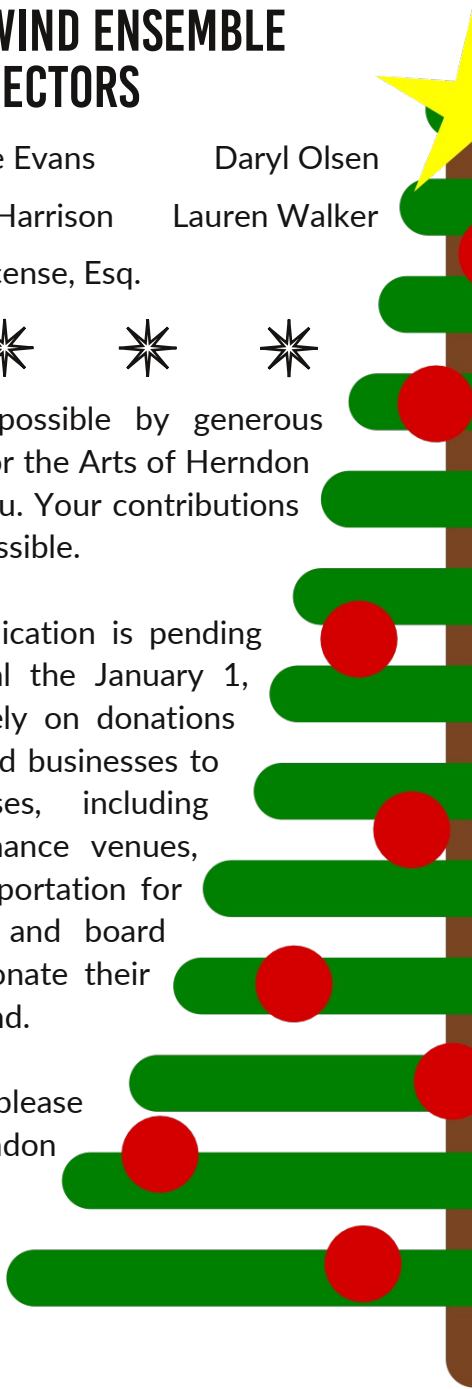 WIND ENSEMBLE
ECTORS
e Evans Daryl Olsen
Harrison Lauren Walker
cense, Esq.
possible by generous
or the Arts of Herndon
u. Your contributions
ssible.
ication is pending
al the January 1,
ely on donations
d businesses to
ses, including
nance venues,
portation for
and board
onate their
nd.
please
ndon